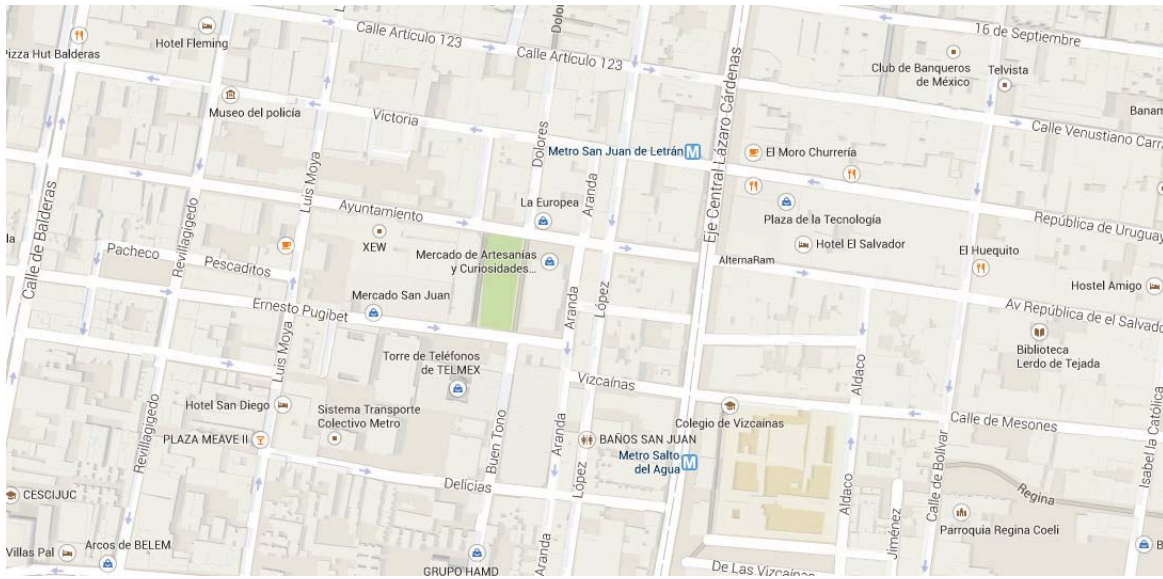 Dolores
16 de Septiembre
Calle Articulo 123
Hotel Fleming
Pizza Hut Balderas
Calle Articulo 123
Club de Banqueros
de México
Telvista
Museo del policía
Victoria
Calle Venustiano Carra
Dolores
Metro San Juan de Letrán
M
El Moro Churrería
Eje Central Lázaro Cárdenas
Luis Moya
Aranda
La Europea
Plaza de la Tecnología
República de Uruguay
Ayuntamiento
XEW
Hotel El Salvador
Calle de Balderas
Revillagigedo
Pacheco
Pescaditos
Mercado de Artesanías
y Curiosidades...
AlternaRam
El Huequito
Hostel Amigo
Ernesto Pugibet
Mercado San Juan
Aranda
López
Av República de el Salvador
Biblioteca
Lerdo de Tejada
Luis Moya
Torre de Teléfonos
de TELMEX
Vizcaínas
Aldaco
Hotel San Diego
Sistema Transporte
Colectivo Metro
Colegio de Vizcaínas
Calle de Mesones
Isabel la Católica
Revillagigedo
PLAZA MEAVE II
Buen Tono
Aranda
BAÑOS SAN JUAN
Metro Salto
del Agua
M
Calle de Bolívar
CESCIJUC
Delicias
López
Aldaco
Regina
Jiménez
Parroquia Regina Coeli
Villas Pal
Arcos de BELEM
GRUPO HAMD
Aranda
De Las Vizcaínas